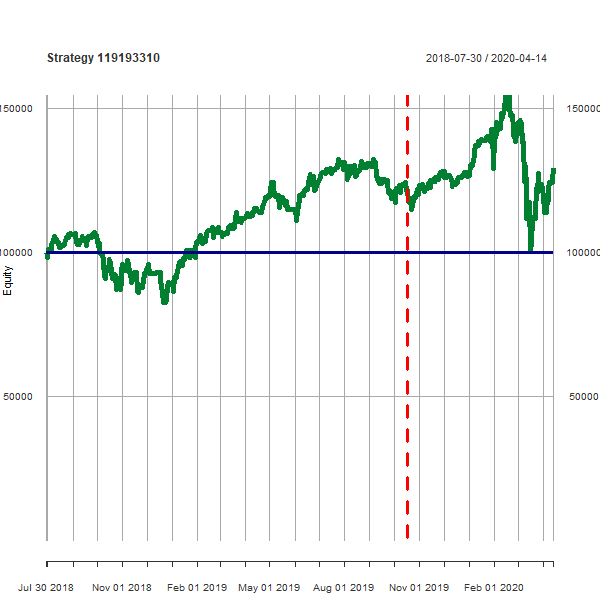 Strategy 119193310
2018-07-30 / 2020-04-14
150000
150000
100000
100000
50000
50000
Equity
Jul 30 2018
Nov 01 2018
Feb 01 2019
May 01 2019
Aug 01 2019
Nov 01 2019
Feb 01 2020